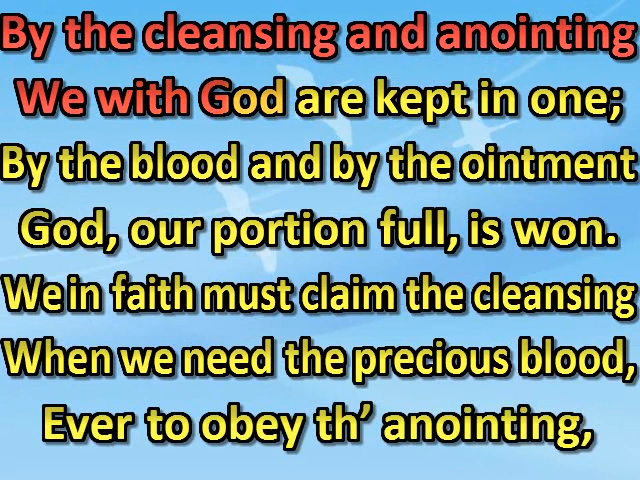 By the cleansing and anointing
We with God are kept in one;
By the blood and by the ointment
God, our portion full, is won.
We in faith must claim the cleansing
When we need the precious blood,
Ever to obey th’ anointing,